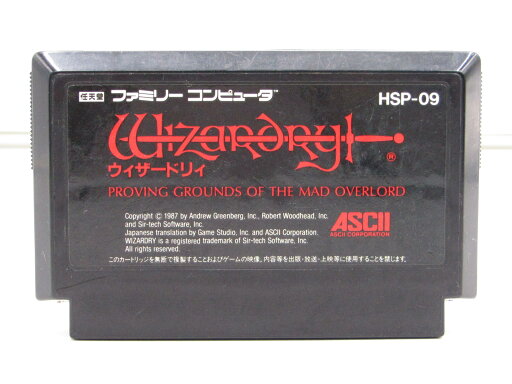 任天堂 ファミリー コンピュータ™ HSP-09
Wizardry ®
ウィザードリィ
PROVING GROUNDS OF THE MAD OVERLORD
Copyright © 1987 by Andrew Greenberg, Inc., Robert Woodhead, Inc.
and Sir-tech Software, Inc.
Japanese translation by Game Studio, Inc. and ASCII Corporation.
WIZARDRY is a registered trademark of Sir-tech Software, Inc.
All rights reserved.
ASCII
ASCII CORPORATION
このカートリッジを無断で複製することおよびゲームの映像、内容等を出版・放送・上映等に使用することを禁じます。